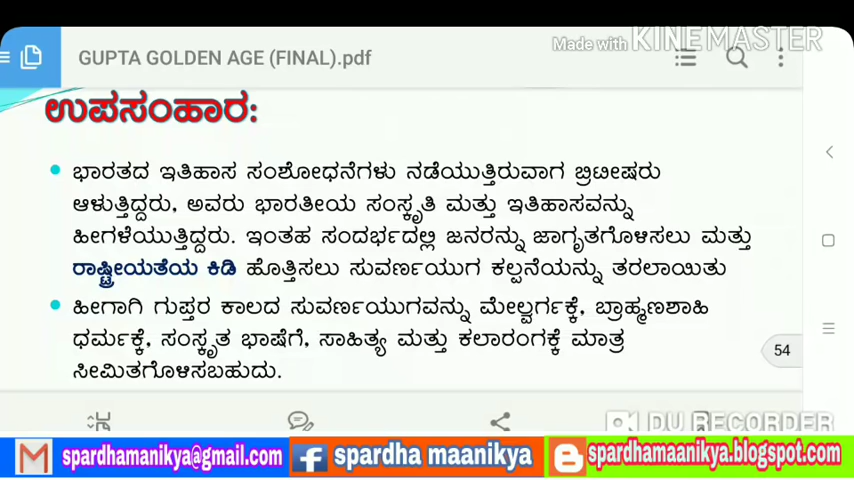 Made with KINEMASTER
GUPTA GOLDEN AGE (FINAL).pdf
ಉಪಸಂಹಾರ:
ಭಾರತದ ಇತಿಹಾಸ ಸಂಶೋಧನೆಗಳು ನಡೆಯುತ್ತಿರುವಾಗ ಬ್ರಿಟೀಷರು
ಆಳುತ್ತಿದ್ದರು, ಅವರು ಭಾರತೀಯ ಸಂಸ್ಕೃತಿ ಮತ್ತು ಇತಿಹಾಸವನ್ನು
ಹೀಗಳೆಯುತ್ತಿದ್ದರು. ಇಂತಹ ಸಂದರ್ಭದಲ್ಲಿ ಜನರನ್ನು ಜಾಗೃತಗೊಳಿಸಲು ಮತ್ತು
ರಾಷ್ಟ್ರೀಯತೆಯ ಕಿಡಿ ಹೊತ್ತಿಸಲು ಸುವರ್ಣಯುಗ ಕಲ್ಪನೆಯನ್ನು ತರಲಾಯಿತು
ಹೀಗಾಗಿ ಗುಪ್ತರ ಕಾಲದ ಸುವರ್ಣಯುಗವನ್ನು ಮೇಲ್ವರ್ಗಕ್ಕೆ, ಬ್ರಾಹ್ಮಣಶಾಹಿ
ಧರ್ಮಕ್ಕೆ, ಸಂಸ್ಕೃತ ಭಾಷೆಗೆ, ಸಾಹಿತ್ಯ ಮತ್ತು ಕಲಾರಂಗಕ್ಕೆ ಮಾತ್ರ
ಸೀಮಿತಗೊಳಿಸಬಹುದು.
54
DU RECORDER
spardhamanikya@gmail.com
spardha maanikya
spardhamaanikya.blogspot.com